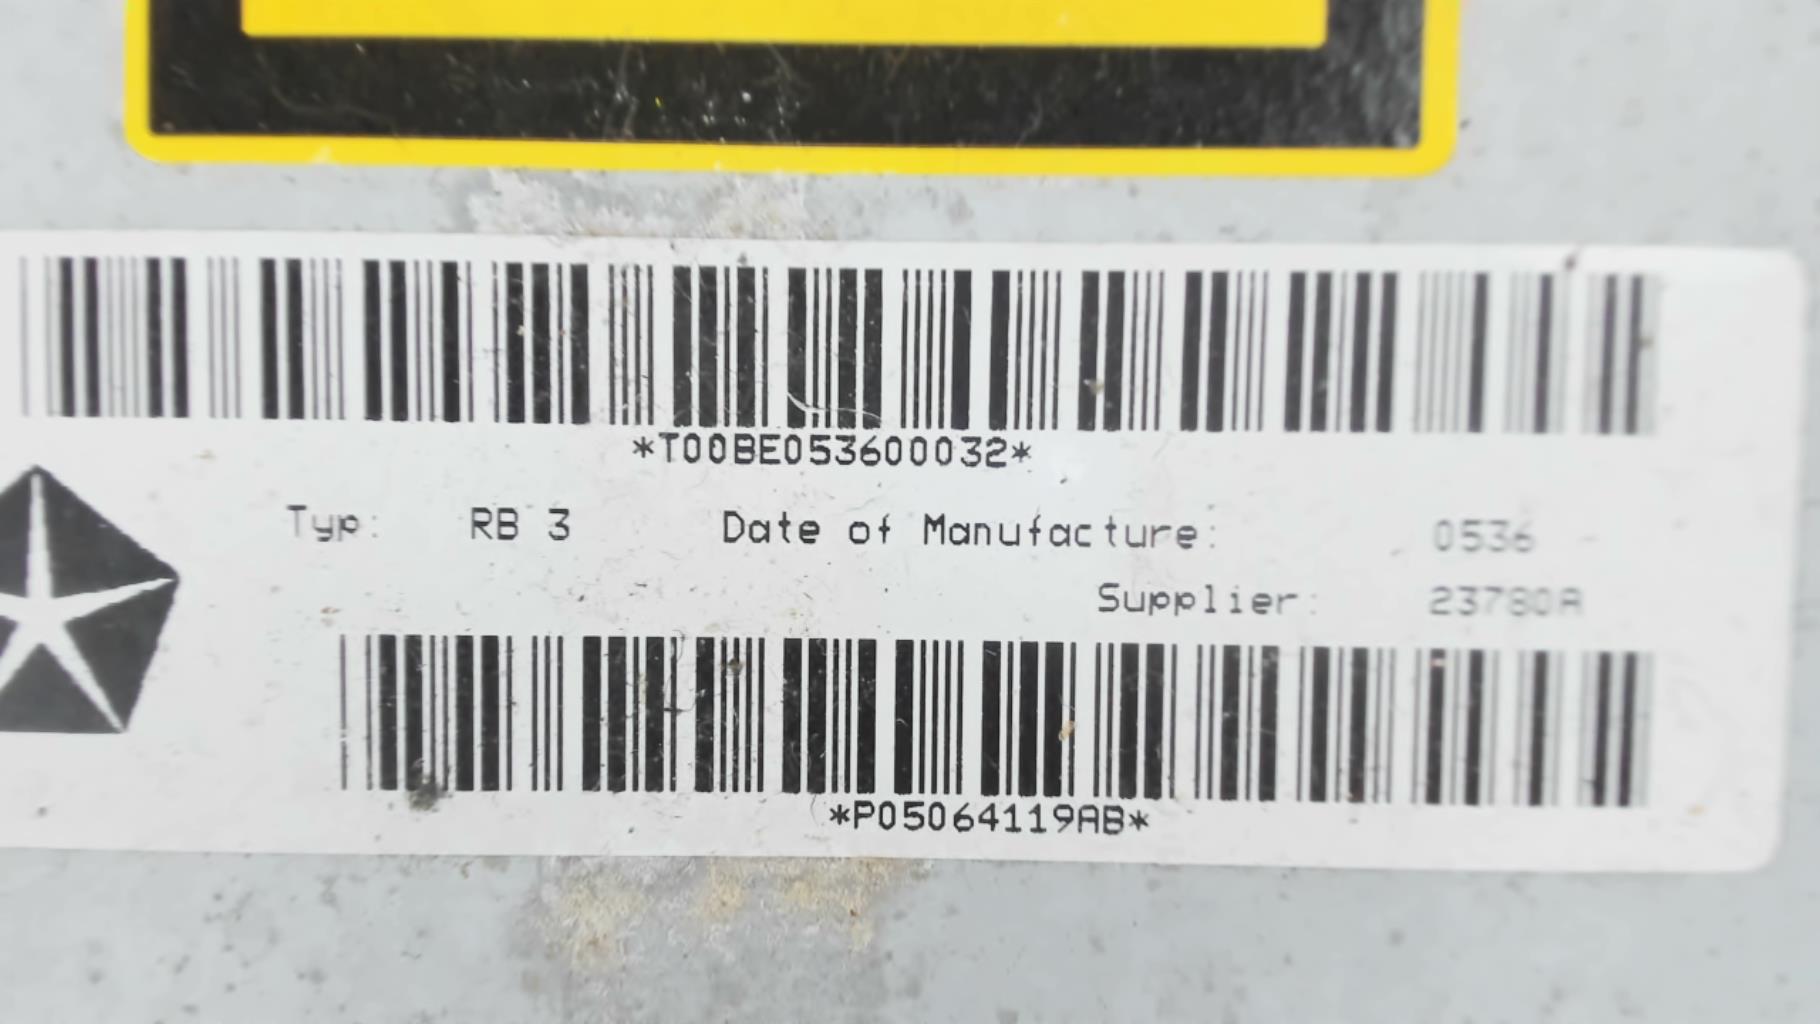 *T00BE053600032*
Typ: RB 3 Date of Manufacture: 0536
Supplier: 23780A
*P05064119AB*